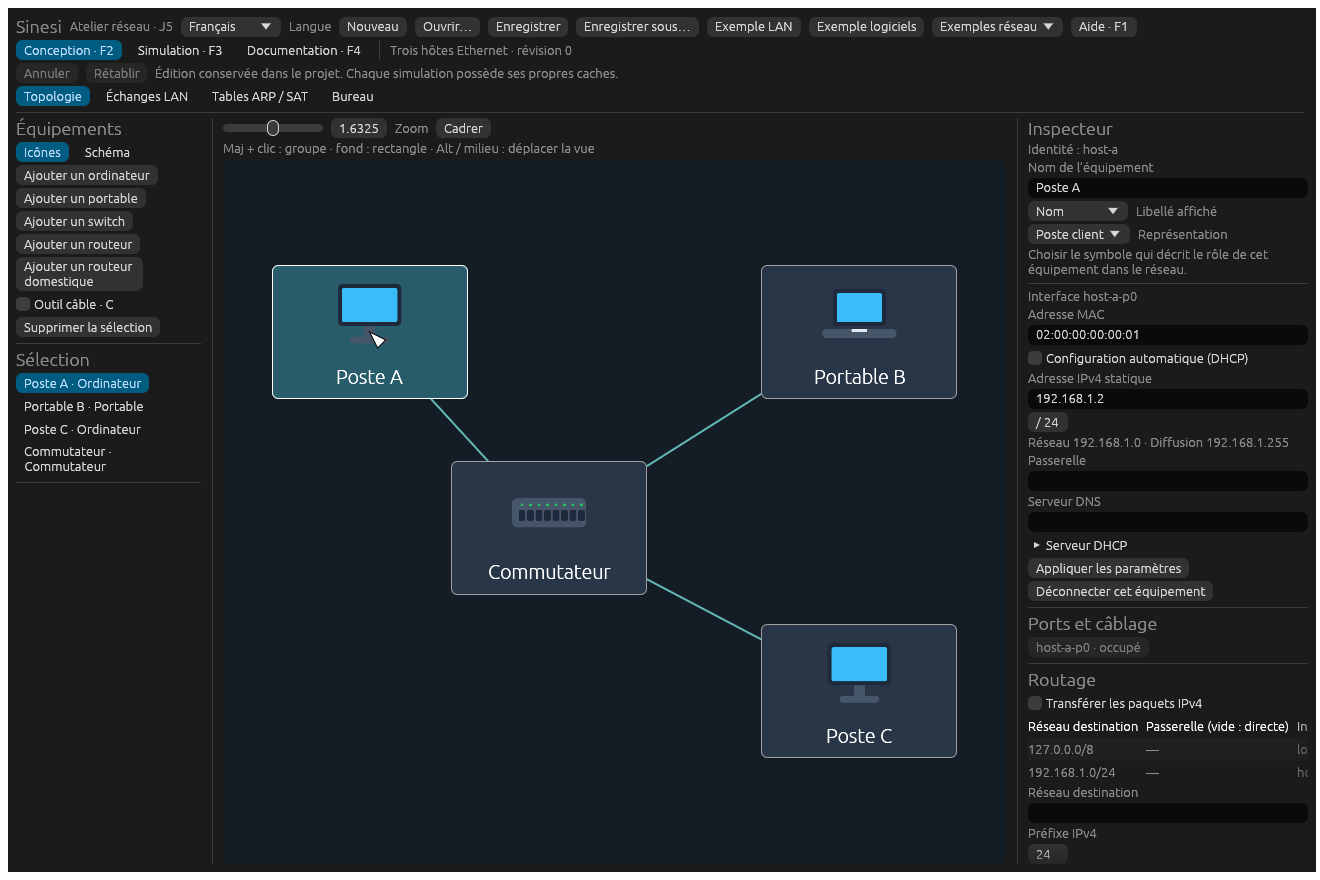 Sinesi Atelier réseau · J5 Français Langue Nouveau Ouvrir… Enregistrer Enregistrer sous… Exemple LAN Exemple logiciels Exemples réseau Aide · F1
Conception · F2 Simulation · F3 Documentation · F4 Trois hôtes Ethernet · révision 0
Annuler Rétablir Édition conservée dans le projet. Chaque simulation possède ses propres caches.
Topologie Échanges LAN Tables ARP / SAT Bureau
Équipements
Icônes Schéma
Ajouter un ordinateur
Ajouter un portable
Ajouter un switch
Ajouter un routeur
Ajouter un routeur
domestique
Outil câble · C
Supprimer la sélection
Sélection
Poste A · Ordinateur
Portable B · Portable
Poste C · Ordinateur
Commutateur ·
Commutateur
1.6325 Zoom Cadrer
Maj + clic : groupe · fond : rectangle · Alt / milieu : déplacer la vue
Poste A
Portable B
Commutateur
Poste C
Inspecteur
Identité : host-a
Nom de l'équipement
Poste A
Nom Libellé affiché
Poste client Représentation
Choisir le symbole qui décrit le rôle de cet
équipement dans le réseau.
Interface host-a-p0
Adresse MAC
02:00:00:00:00:01
Configuration automatique (DHCP)
Adresse IPv4 statique
192.168.1.2
/ 24
Réseau 192.168.1.0 · Diffusion 192.168.1.255
Passerelle
Serveur DNS
Serveur DHCP
Appliquer les paramètres
Déconnecter cet équipement
Ports et câblage
host-a-p0 · occupé
Routage
Transférer les paquets IPv4
Réseau destination Passerelle (vide : directe) In
127.0.0.0/8 — lo
192.168.1.0/24 — ho
Réseau destination
Préfixe IPv4
24